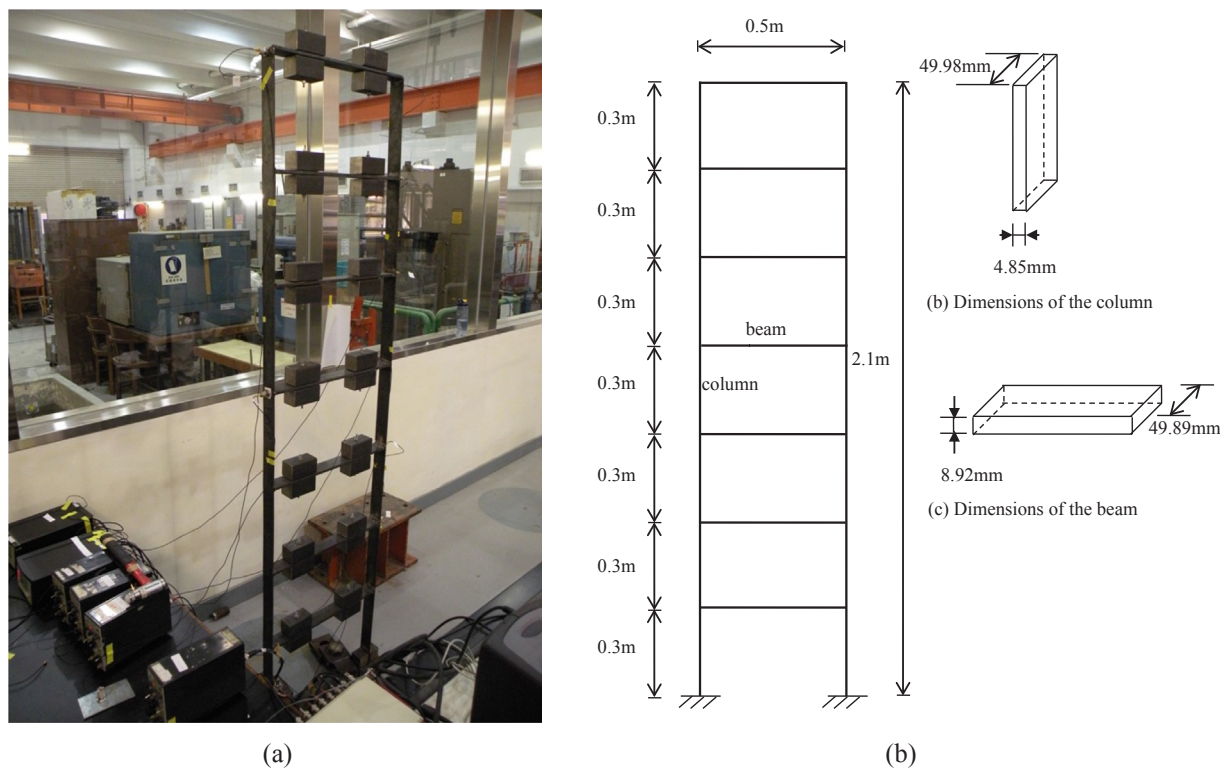 0.5m
0.3m
0.3m
0.3m
0.3m
0.3m
0.3m
0.3m
beam
column
2.1m
49.98mm
4.85mm
(b) Dimensions of the column
49.89mm
8.92mm
(c) Dimensions of the beam
(a)
(b)